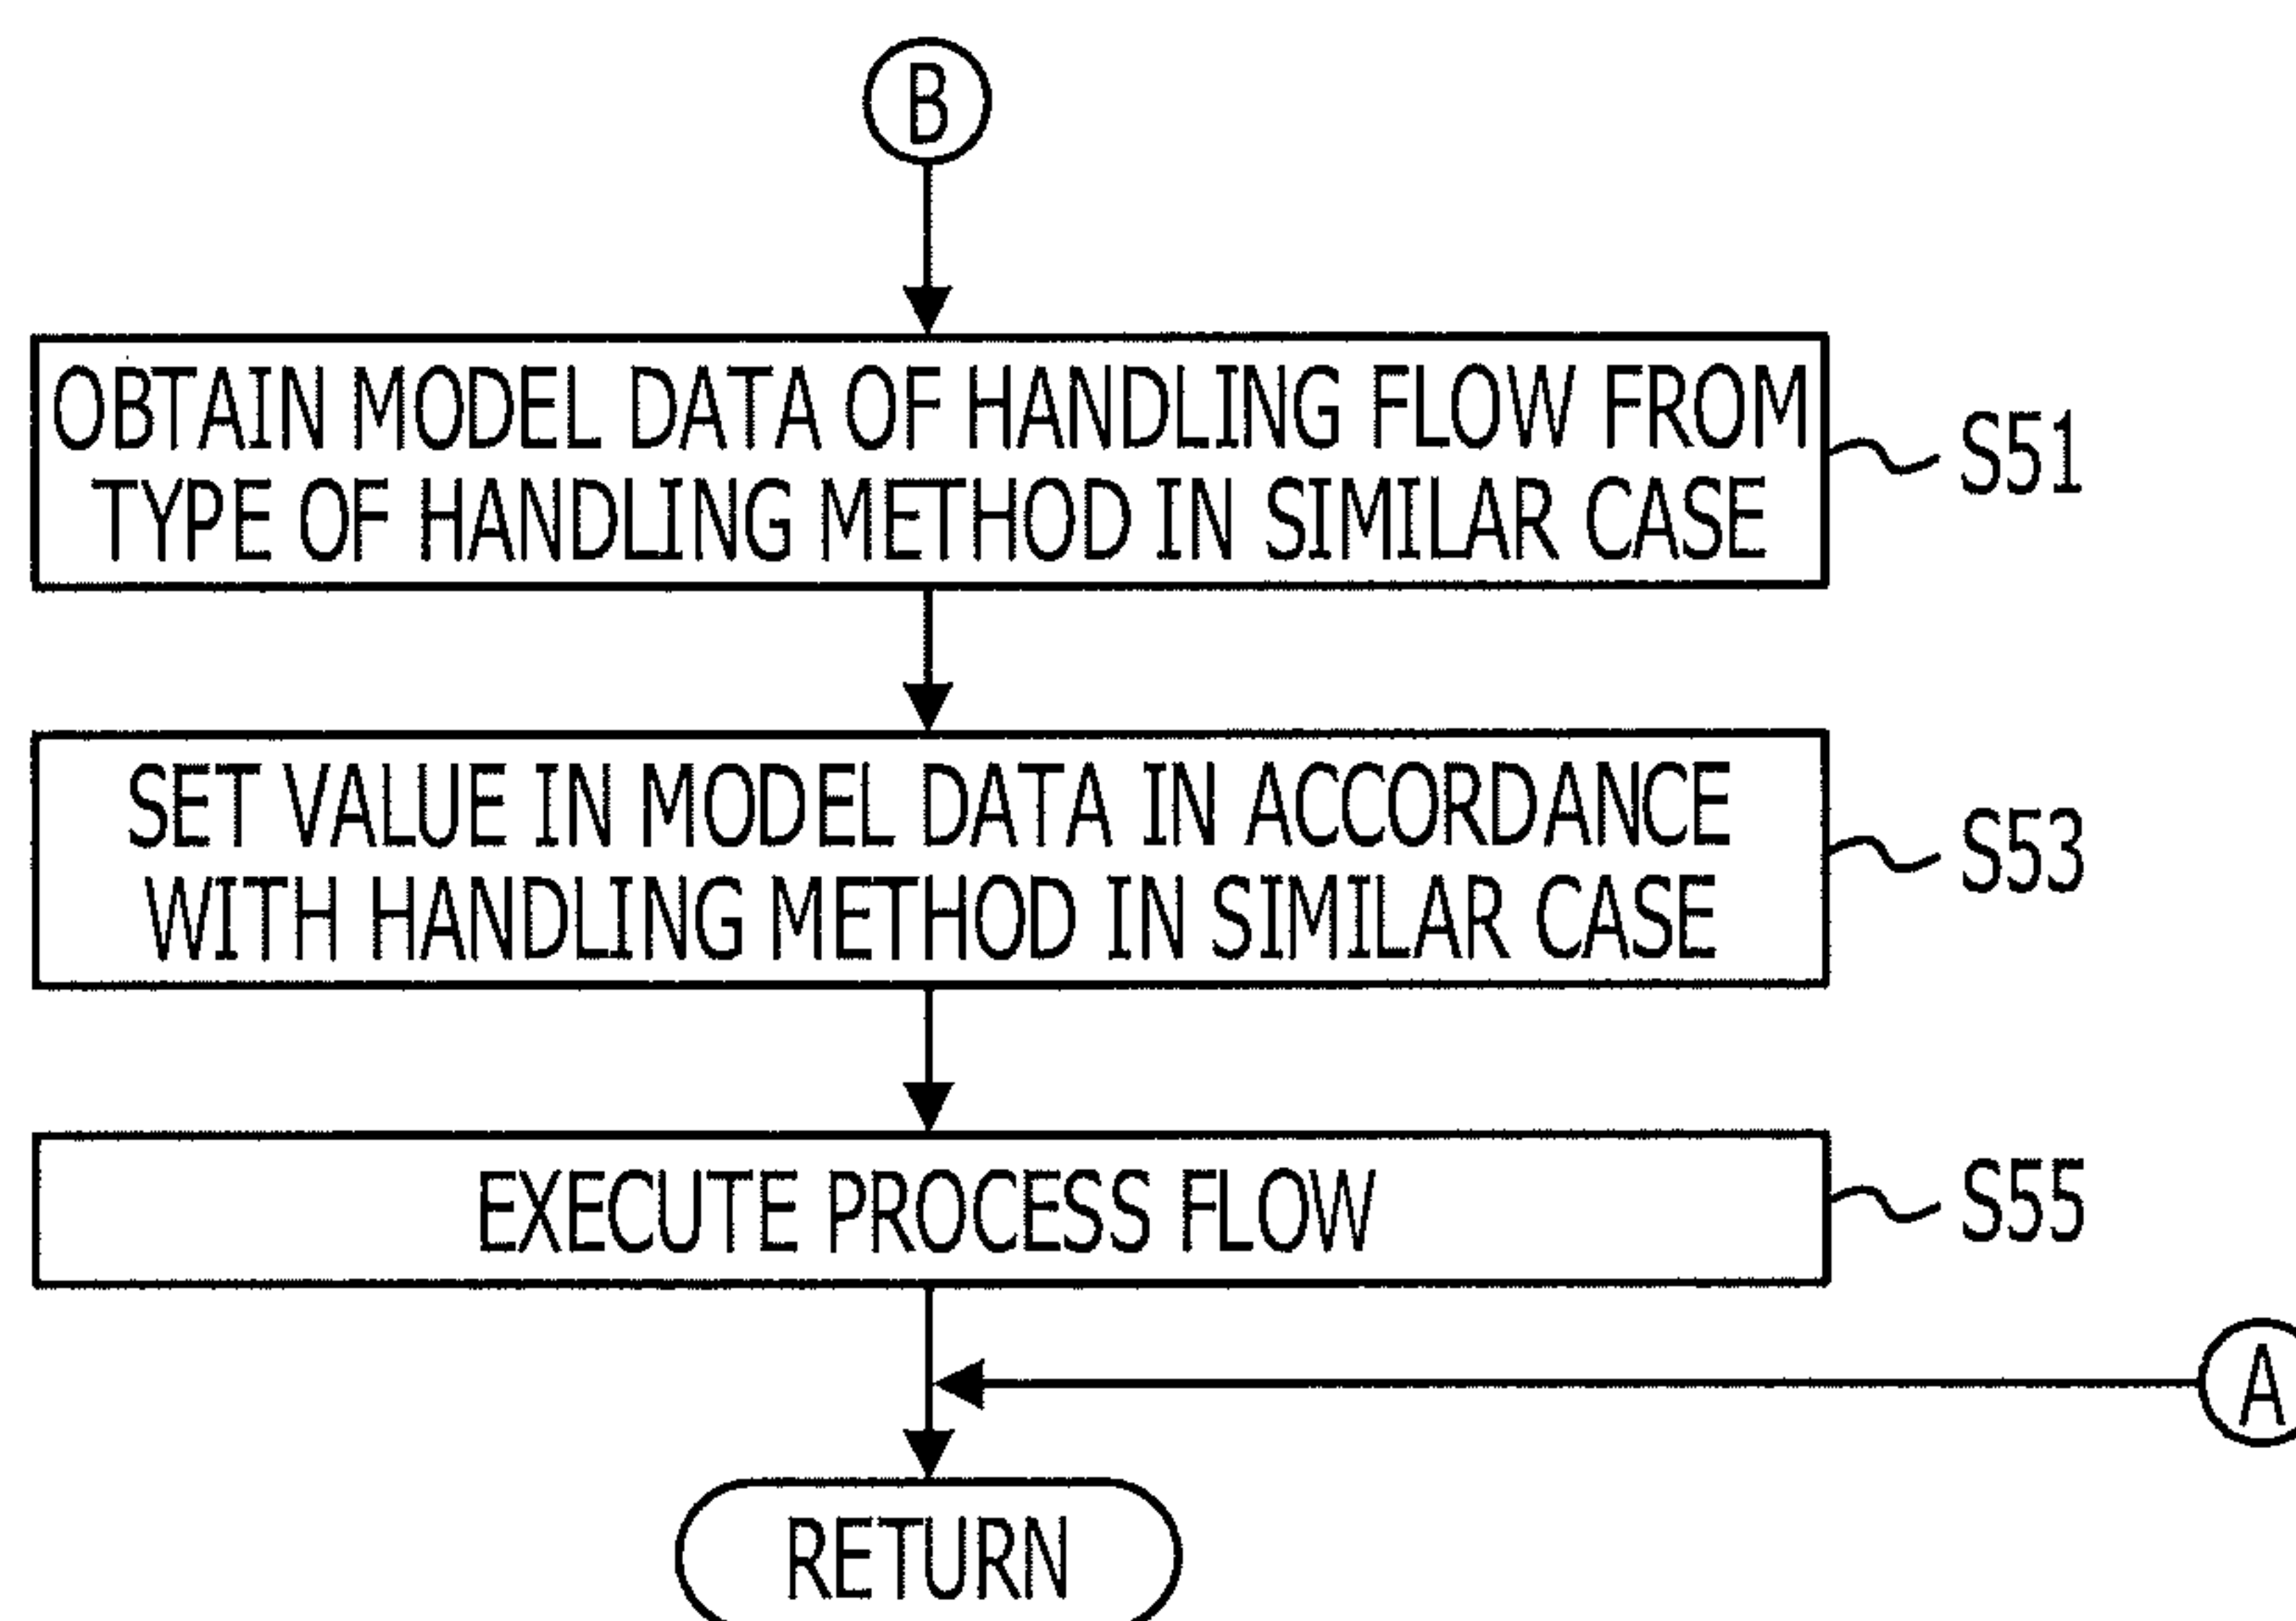 B
OBTAIN MODEL DATA OF HANDLING FLOW FROM
TYPE OF HANDLING METHOD IN SIMILAR CASE
S51
SET VALUE IN MODEL DATA IN ACCORDANCE
WITH HANDLING METHOD IN SIMILAR CASE
S53
EXECUTE PROCESS FLOW
S55
A
RETURN